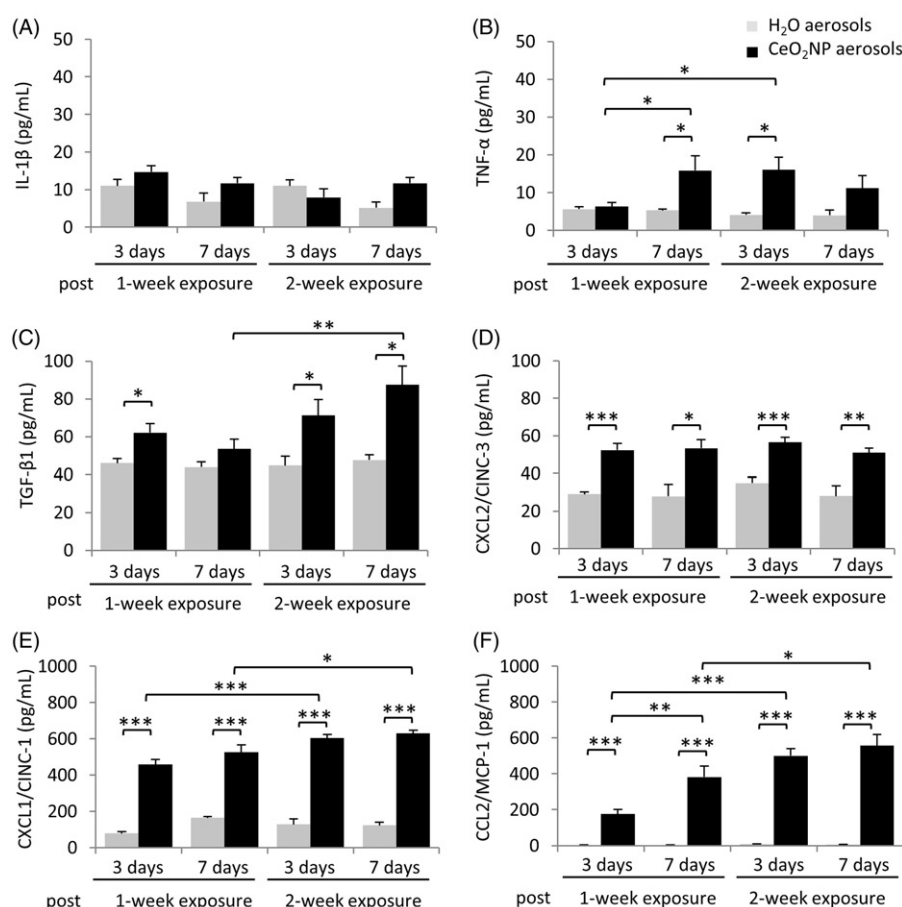 (A)
50
40
30
20
10
0
IL-1β (pg/mL)
3 days 7 days 3 days 7 days
post 1-week exposure 2-week exposure
(B)
H₂O aerosols
CeO₂NP aerosols
50
40
30
20
10
0
TNF-α (pg/mL)
*
*
* *
3 days 7 days 3 days 7 days
post 1-week exposure 2-week exposure
(C)
100
80
60
40
20
0
TGF-β1 (pg/mL)
**
* * *
3 days 7 days 3 days 7 days
post 1-week exposure 2-week exposure
(D)
100
80
60
40
20
0
CXCL2/CINC-3 (pg/mL)
*** * *** **
3 days 7 days 3 days 7 days
post 1-week exposure 2-week exposure
(E)
1000
800
600
400
200
0
CXCL1/CINC-1 (pg/mL)
*
***
*** *** *** ***
3 days 7 days 3 days 7 days
post 1-week exposure 2-week exposure
(F)
1000
800
600
400
200
0
CCL2/MCP-1 (pg/mL)
*
***
**
*** *** *** ***
3 days 7 days 3 days 7 days
post 1-week exposure 2-week exposure